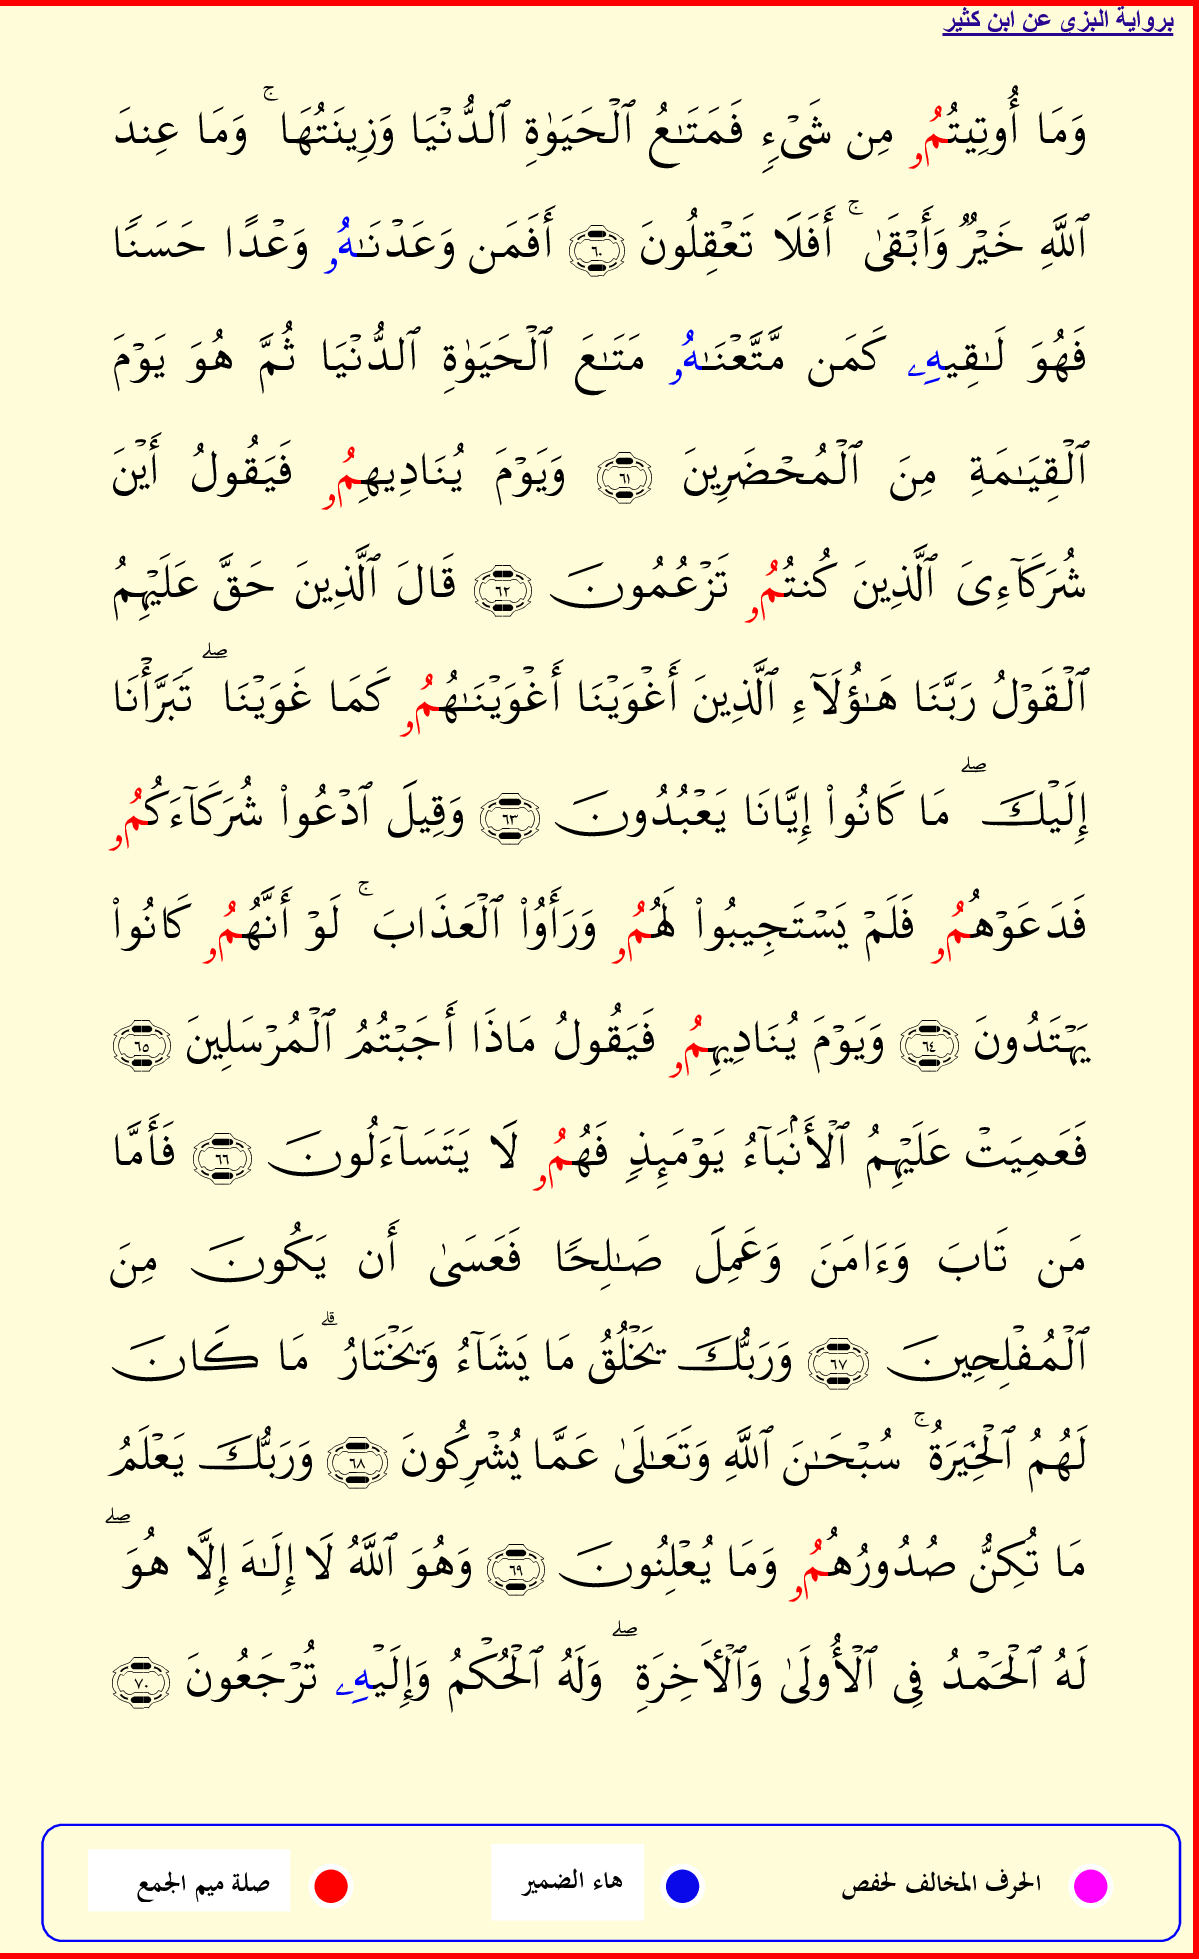 برواية البزي عن ابن كثير
وَمَا أُوتِيتُمُۥ مِن شَىْءٍ فَمَتَـٰعُ ٱلْحَيَوٰةِ ٱلدُّنْيَا وَزِينَتُهَا ۚ وَمَا عِندَ
ٱللَّهِ خَيْرٌ وَأَبْقَىٰ ۚ أَفَلَا تَعْقِلُونَ ٦٠ أَفَمَن وَعَدْنَـٰهُۥ وَعْدًا حَسَنًا
فَهُوَ لَـٰقِيهِۦ كَمَن مَّتَّعْنَـٰهُۥ مَتَـٰعَ ٱلْحَيَوٰةِ ٱلدُّنْيَا ثُمَّ هُوَ يَوْمَ
ٱلْقِيَـٰمَةِ مِنَ ٱلْمُحْضَرِينَ ٦١ وَيَوْمَ يُنَادِيهِمُۥ فَيَقُولُ أَيْنَ
شُرَكَآءِىَ ٱلَّذِينَ كُنتُمُۥ تَزْعُمُونَ ٦٢ قَالَ ٱلَّذِينَ حَقَّ عَلَيْهِمُ
ٱلْقَوْلُ رَبَّنَا هَـٰؤُلَآءِ ٱلَّذِينَ أَغْوَيْنَا أَغْوَيْنَـٰهُمُۥ كَمَا غَوَيْنَا ۖ تَبَرَّأْنَا
إِلَيْكَ ۖ مَا كَانُوا۟ إِيَّانَا يَعْبُدُونَ ٦٣ وَقِيلَ ٱدْعُوا۟ شُرَكَآءَكُمُۥ
فَدَعَوْهُمُۥ فَلَمْ يَسْتَجِيبُوا۟ لَهُمُۥ وَرَأَوُا۟ ٱلْعَذَابَ ۚ لَوْ أَنَّهُمُۥ كَانُوا۟
يَهْتَدُونَ ٦٤ وَيَوْمَ يُنَادِيهِمُۥ فَيَقُولُ مَاذَا أَجَبْتُمُ ٱلْمُرْسَلِينَ ٦٥
فَعَمِيَتْ عَلَيْهِمُ ٱلْأَنۢبَآءُ يَوْمَئِذٍ فَهُمُۥ لَا يَتَسَآءَلُونَ ٦٦ فَأَمَّا
مَن تَابَ وَءَامَنَ وَعَمِلَ صَـٰلِحًا فَعَسَىٰ أَن يَكُونَ مِنَ
ٱلْمُفْلِحِينَ ٦٧ وَرَبُّكَ يَخْلُقُ مَا يَشَآءُ وَيَخْتَارُ ۗ مَا كَانَ
لَهُمُ ٱلْخِيَرَةُ ۚ سُبْحَـٰنَ ٱللَّهِ وَتَعَـٰلَىٰ عَمَّا يُشْرِكُونَ ٦٨ وَرَبُّكَ يَعْلَمُ
مَا تُكِنُّ صُدُورُهُمُۥ وَمَا يُعْلِنُونَ ٦٩ وَهُوَ ٱللَّهُ لَا إِلَـٰهَ إِلَّا هُوَ ۖ
لَهُ ٱلْحَمْدُ فِى ٱلْأُولَىٰ وَٱلْـَٔاخِرَةِ ۖ وَلَهُ ٱلْحُكْمُ وَإِلَيْهِۦ تُرْجَعُونَ ٧٠
الحرف المخالف لحفص
هاء الضمير
صلة ميم الجمع